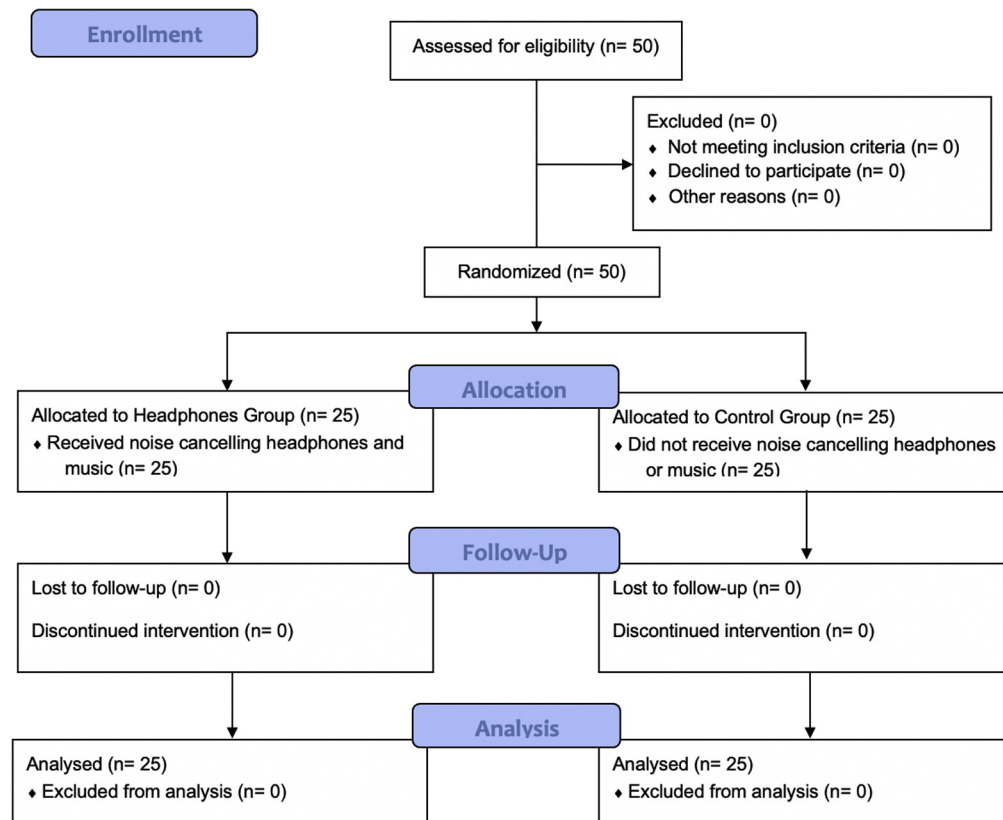 Enrollment
Assessed for eligibility (n= 50)
Excluded (n= 0)
♦ Not meeting inclusion criteria (n= 0)
♦ Declined to participate (n= 0)
♦ Other reasons (n= 0)
Randomized (n= 50)
Allocation
Allocated to Headphones Group (n= 25)
♦ Received noise cancelling headphones and
music (n= 25)
Allocated to Control Group (n= 25)
♦ Did not receive noise cancelling headphones
or music (n= 25)
Follow-Up
Lost to follow-up (n= 0)
Discontinued intervention (n= 0)
Lost to follow-up (n= 0)
Discontinued intervention (n= 0)
Analysis
Analysed (n= 25)
♦ Excluded from analysis (n= 0)
Analysed (n= 25)
♦ Excluded from analysis (n= 0)